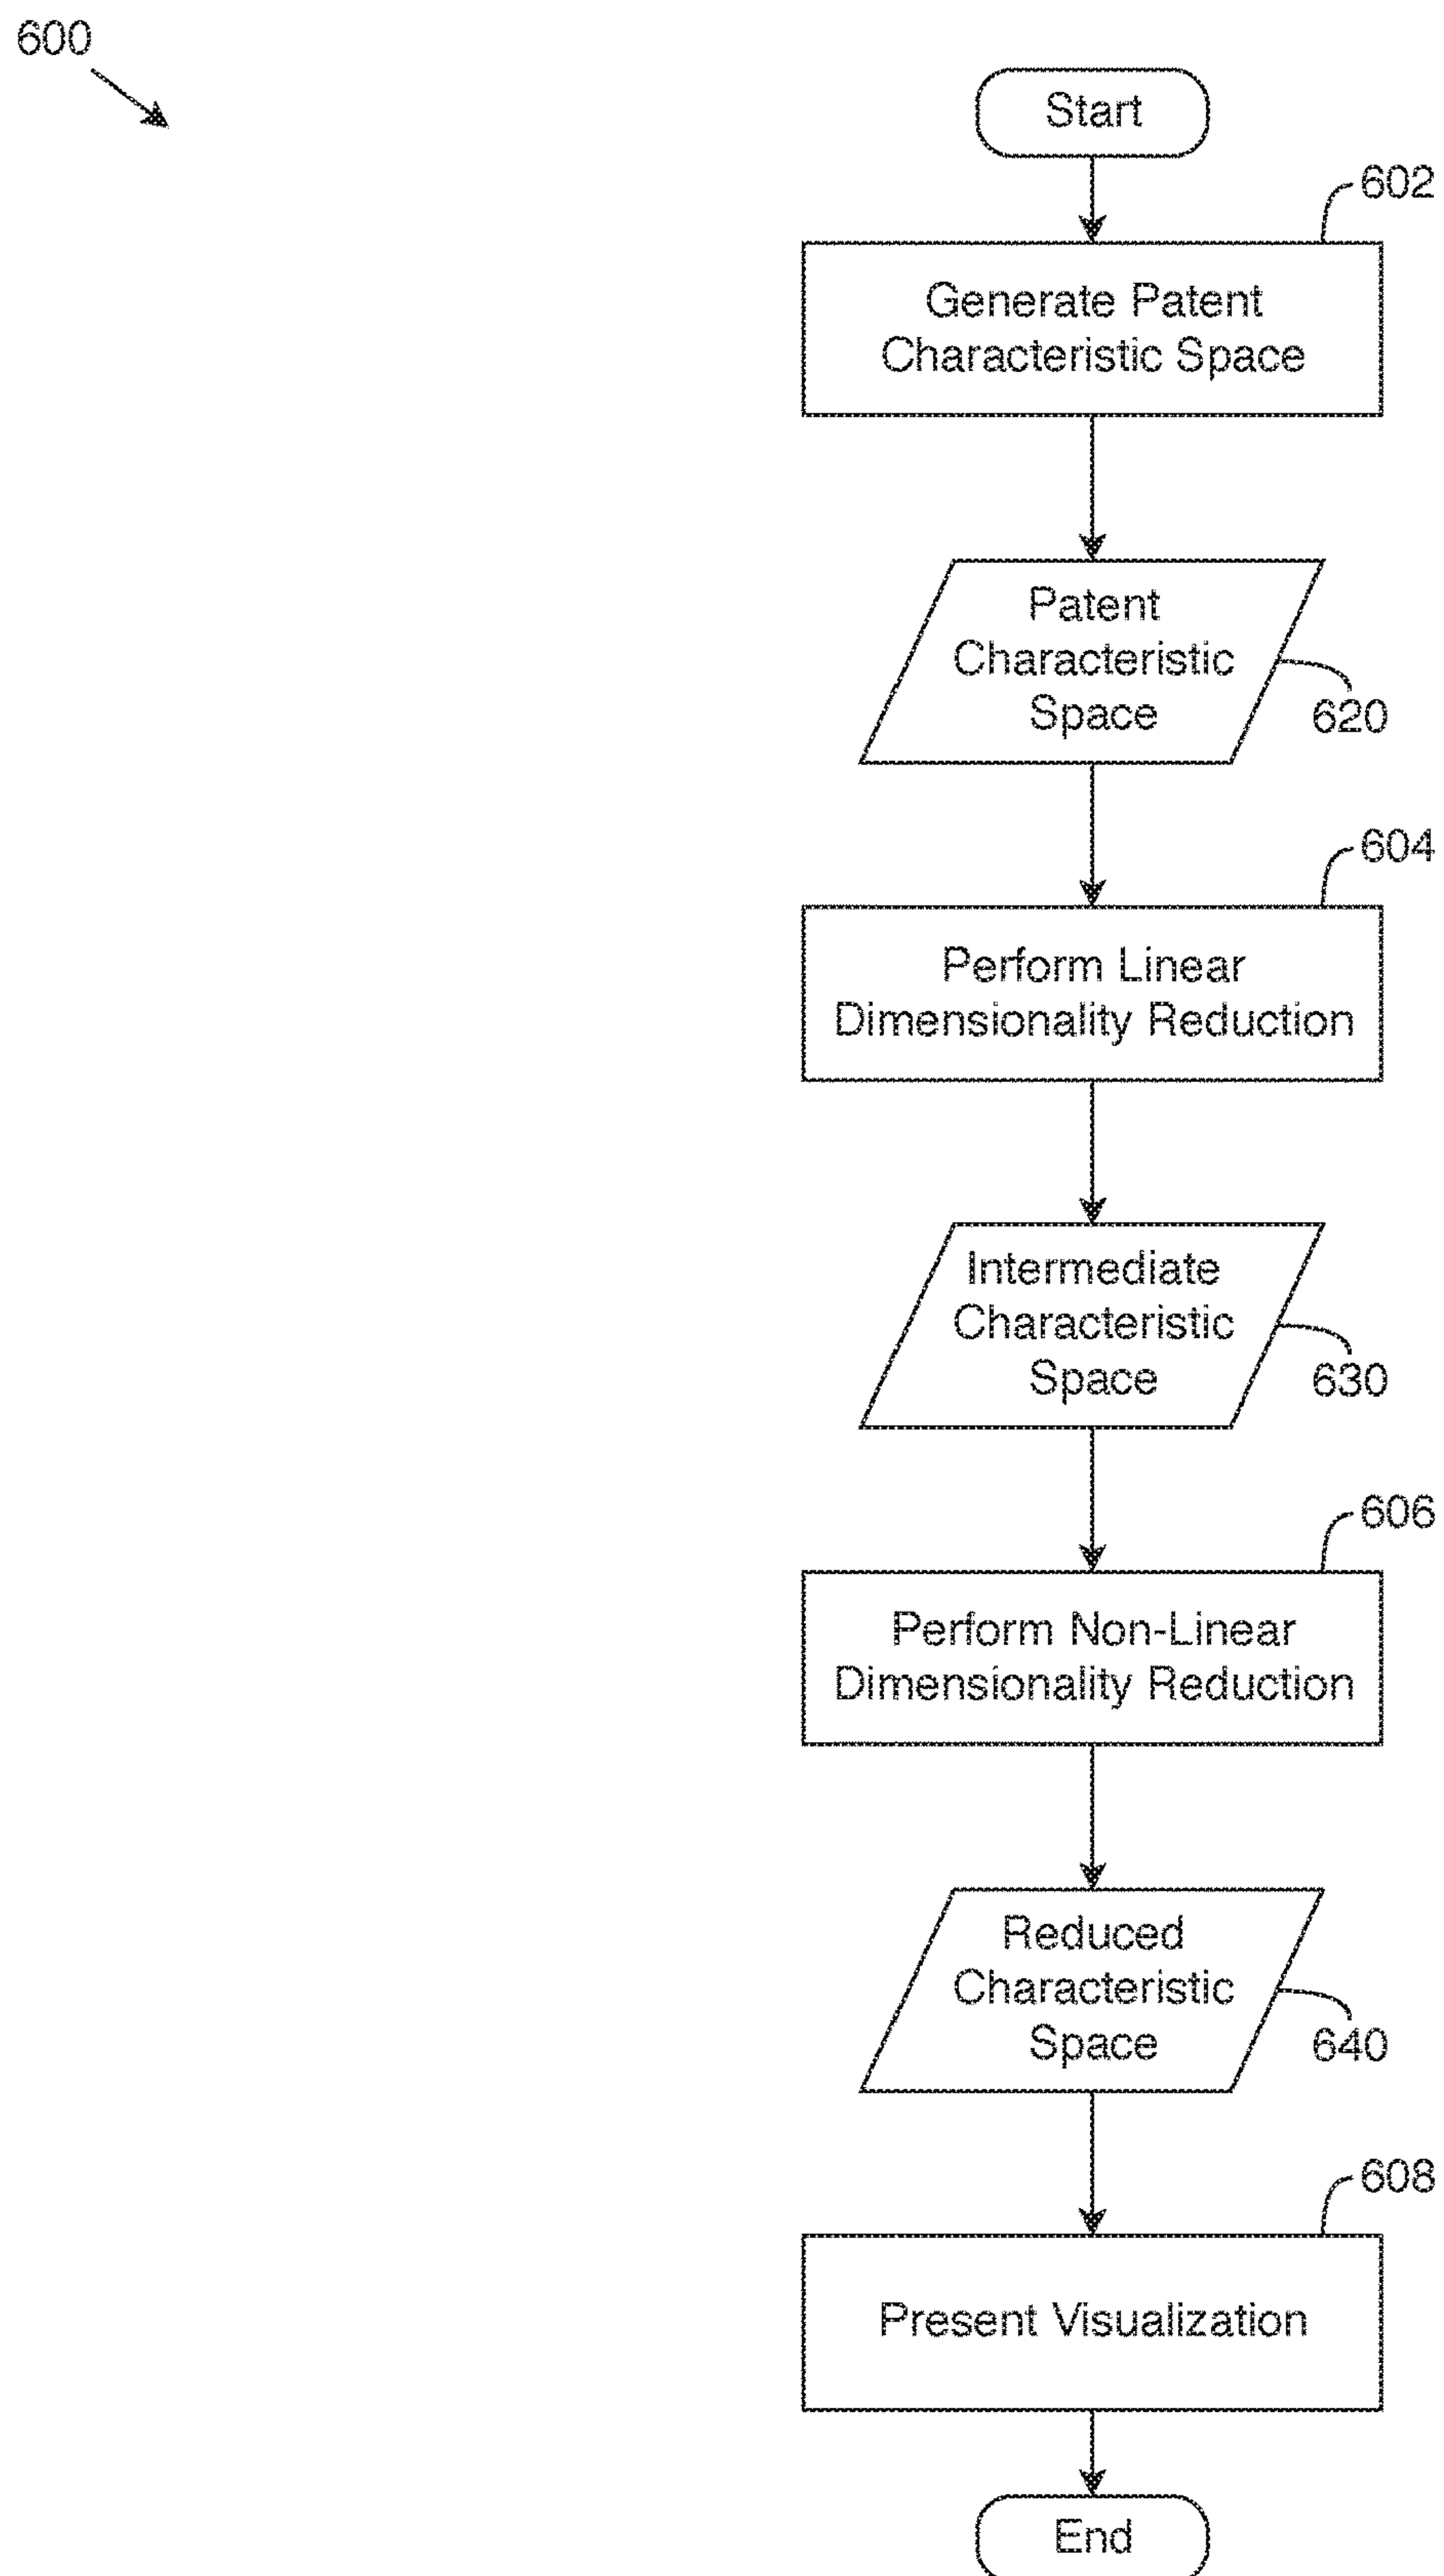 600
Start
602
Generate Patent
Characteristic Space
Patent
Characteristic
Space
620
604
Perform Linear
Dimensionality Reduction
Intermediate
Characteristic
Space
630
606
Perform Non-Linear
Dimensionality Reduction
Reduced
Characteristic
Space
640
608
Present Visualization
End